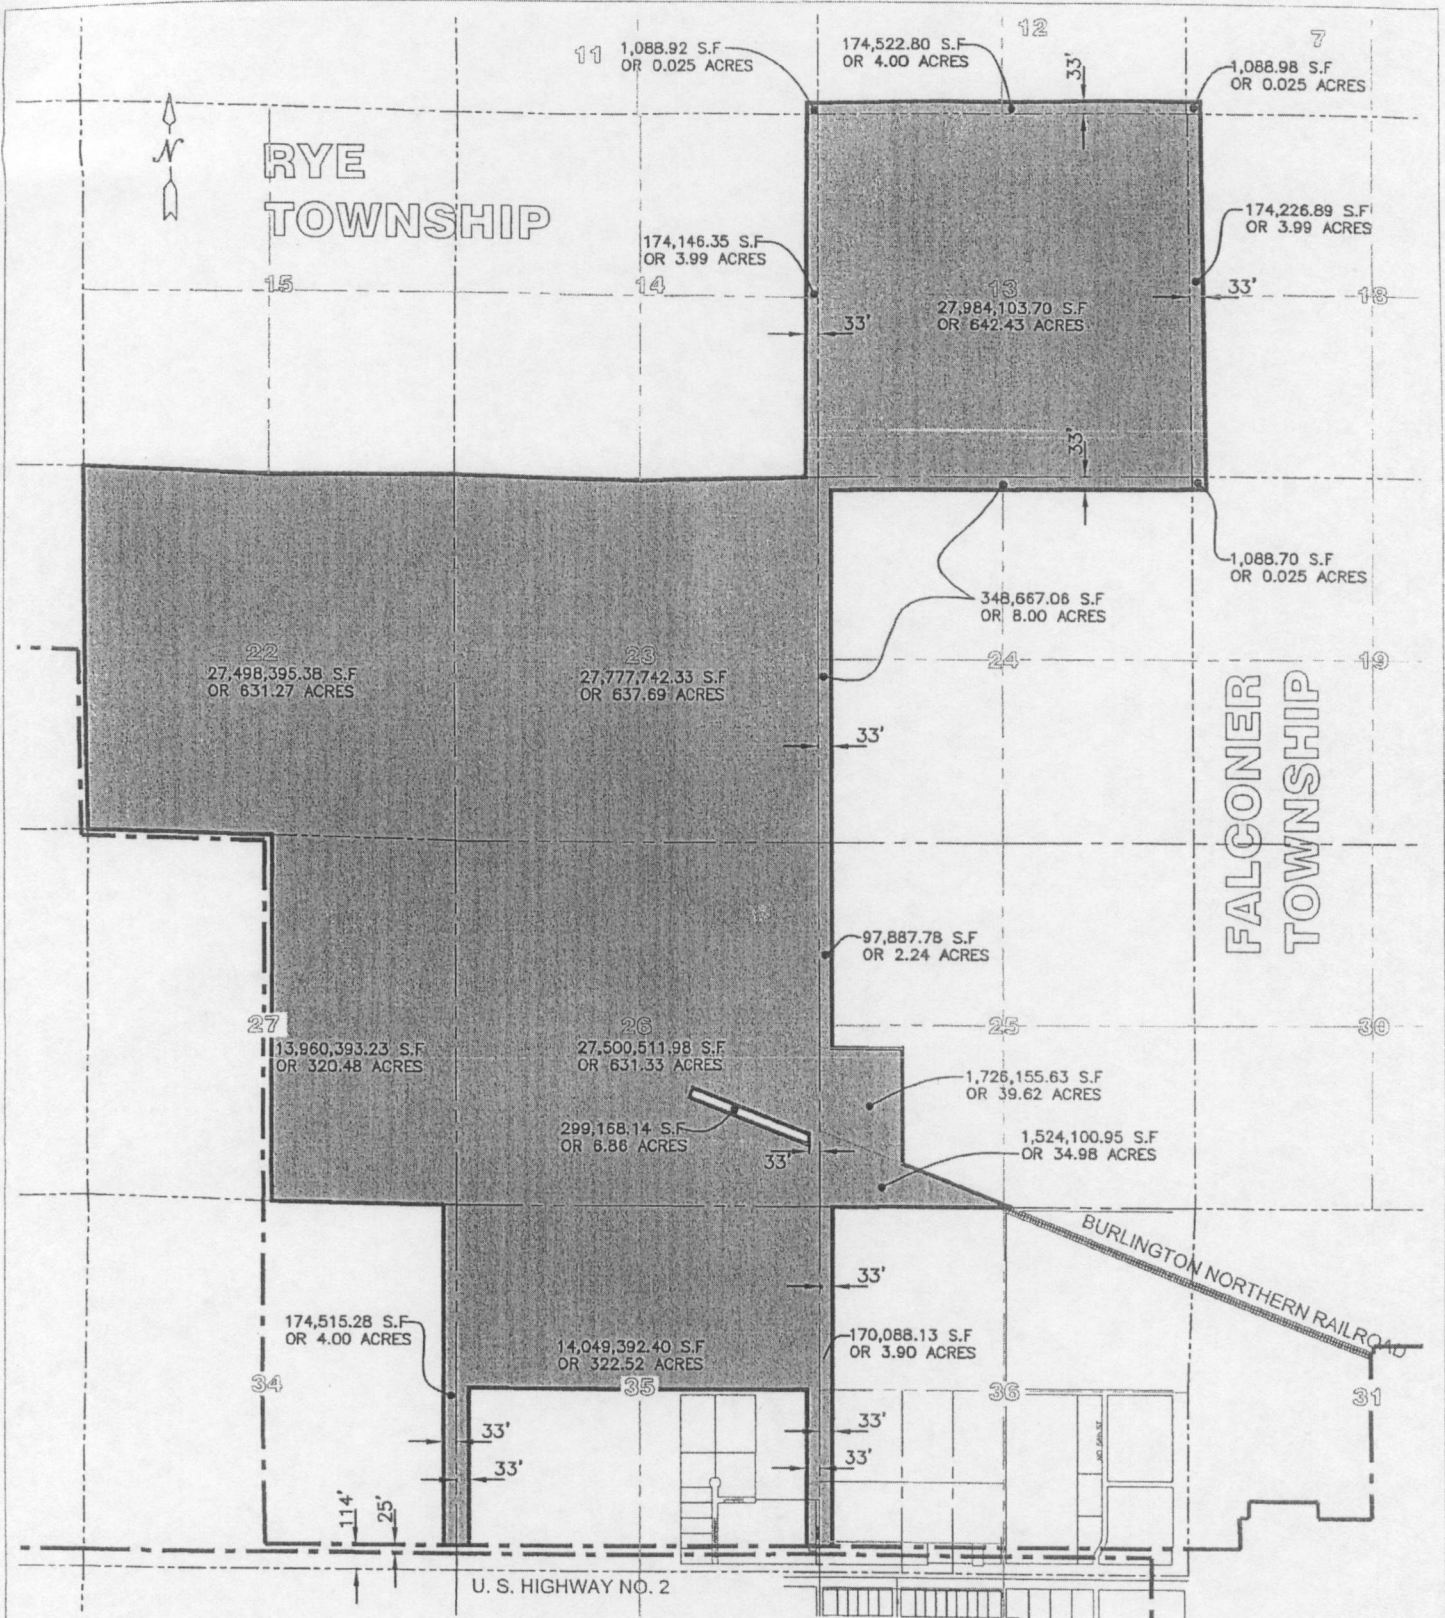 12
7
11
1,088.92 S.F
OR 0.025 ACRES
174,522.80 S.F
OR 4.00 ACRES
33'
1,088.98 S.F
OR 0.025 ACRES
N
RYE
TOWNSHIP
174,146.35 S.F
OR 3.99 ACRES
174,226.89 S.F
OR 3.99 ACRES
15
14
13
27,984,103.70 S.F
OR 642.43 ACRES
33'
18
33'
33'
1,088.70 S.F
OR 0.025 ACRES
348,667.06 S.F
OR 8.00 ACRES
22
27,498,395.38 S.F
OR 631.27 ACRES
23
27,777,742.33 S.F
OR 637.69 ACRES
24
19
33'
FALCONER
TOWNSHIP
97,887.78 S.F
OR 2.24 ACRES
27
13,960,393.23 S.F
OR 320.48 ACRES
26
27,500,511.98 S.F
OR 631.33 ACRES
25
30
1,726,155.63 S.F
OR 39.62 ACRES
299,168.14 S.F
OR 6.86 ACRES
33'
1,524,100.95 S.F
OR 34.98 ACRES
BURLINGTON NORTHERN RAILROAD
33'
174,515.28 S.F
OR 4.00 ACRES
14,049,392.40 S.F
OR 322.52 ACRES
170,088.13 S.F
OR 3.90 ACRES
34
35
36
31
33'
33'
33'
33'
114'
25'
U. S. HIGHWAY NO. 2